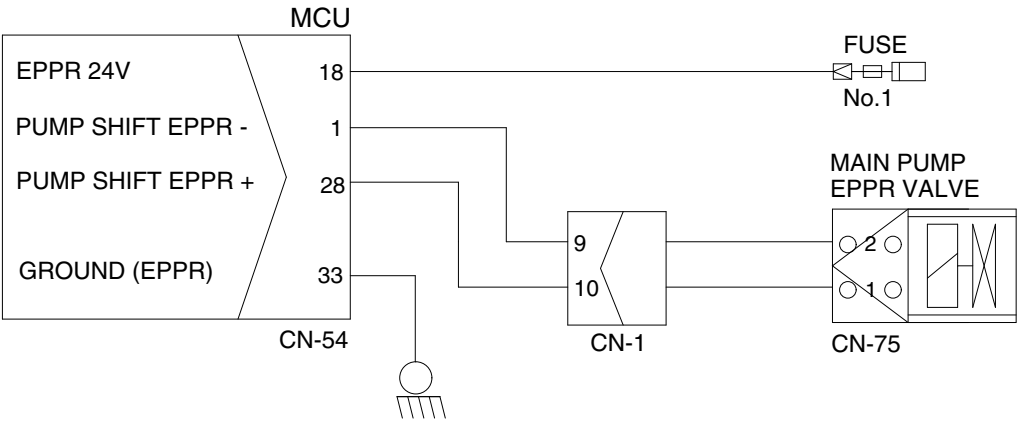 MCU
FUSE
EPPR 24V
18
No.1
PUMP SHIFT EPPR -
1
MAIN PUMP
EPPR VALVE
PUMP SHIFT EPPR +
28
9
2
GROUND (EPPR)
33
10
1
CN-54
CN-1
CN-75